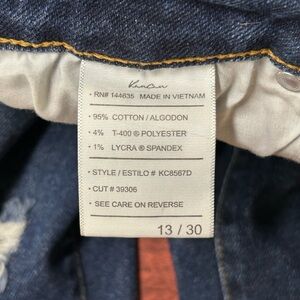 KanCan
• RN# 144635 MADE IN VIETNAM
• 95% COTTON / ALGODON
• 4% T-400 ® POLYESTER
• 1% LYCRA ® SPANDEX
• STYLE / ESTILO # KC8567D
• CUT # 39306
• SEE CARE ON REVERSE
13 / 30